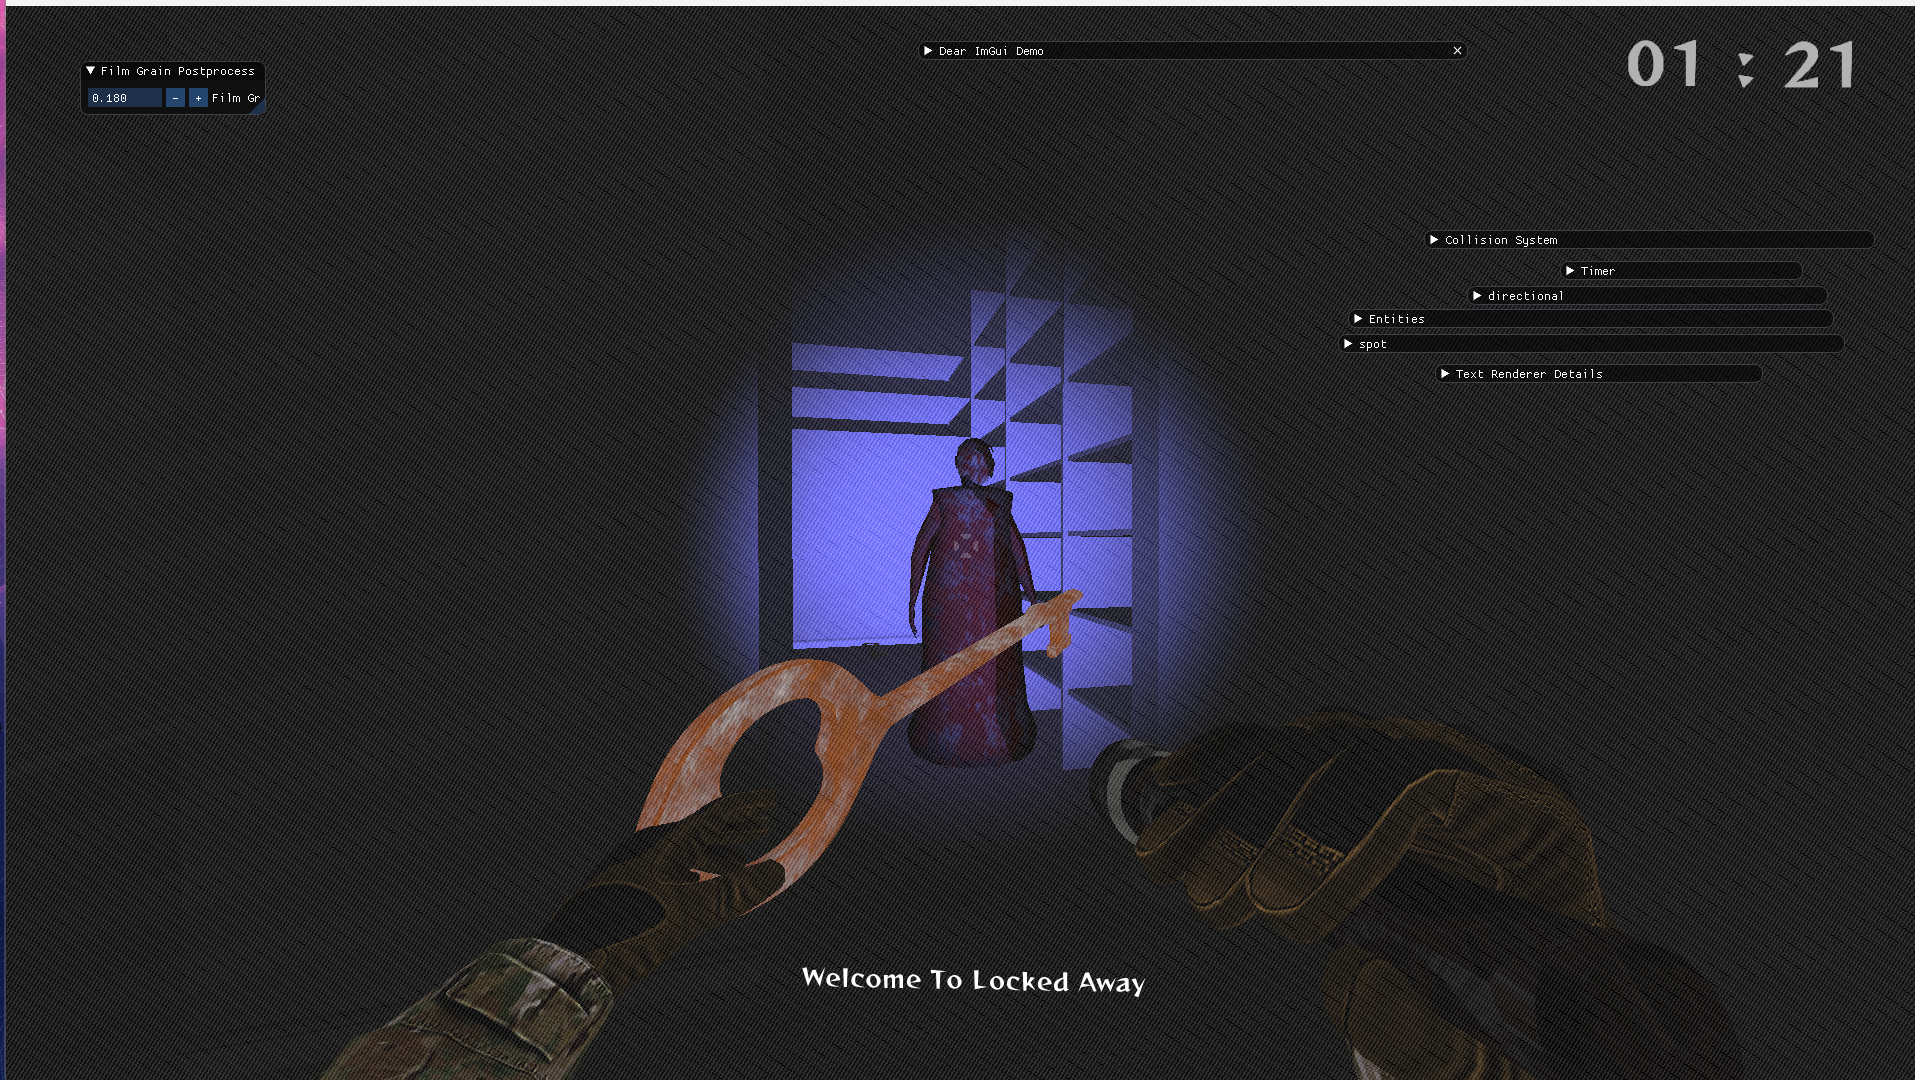 Dear ImGui Demo
01 : 21
Film Grain Postprocess
0.180 - + Film Gr
Collision System
Timer
directional
Entities
spot
Text Renderer Details
Welcome To Locked Away